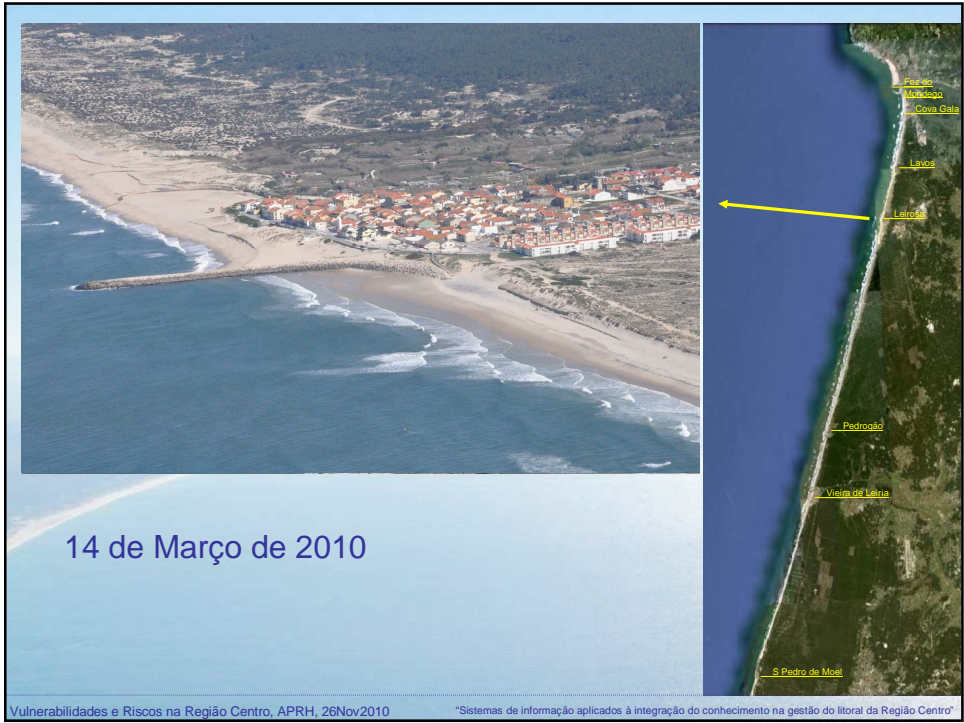 Foz do
Mondego
Cova Gala
Lavos
Leirosa
Pedrogão
Vieira de Leiria
S Pedro de Moel
14 de Março de 2010
Vulnerabilidades e Riscos na Região Centro, APRH, 26Nov2010
“Sistemas de informação aplicados à integração do conhecimento na gestão do litoral da Região Centro”